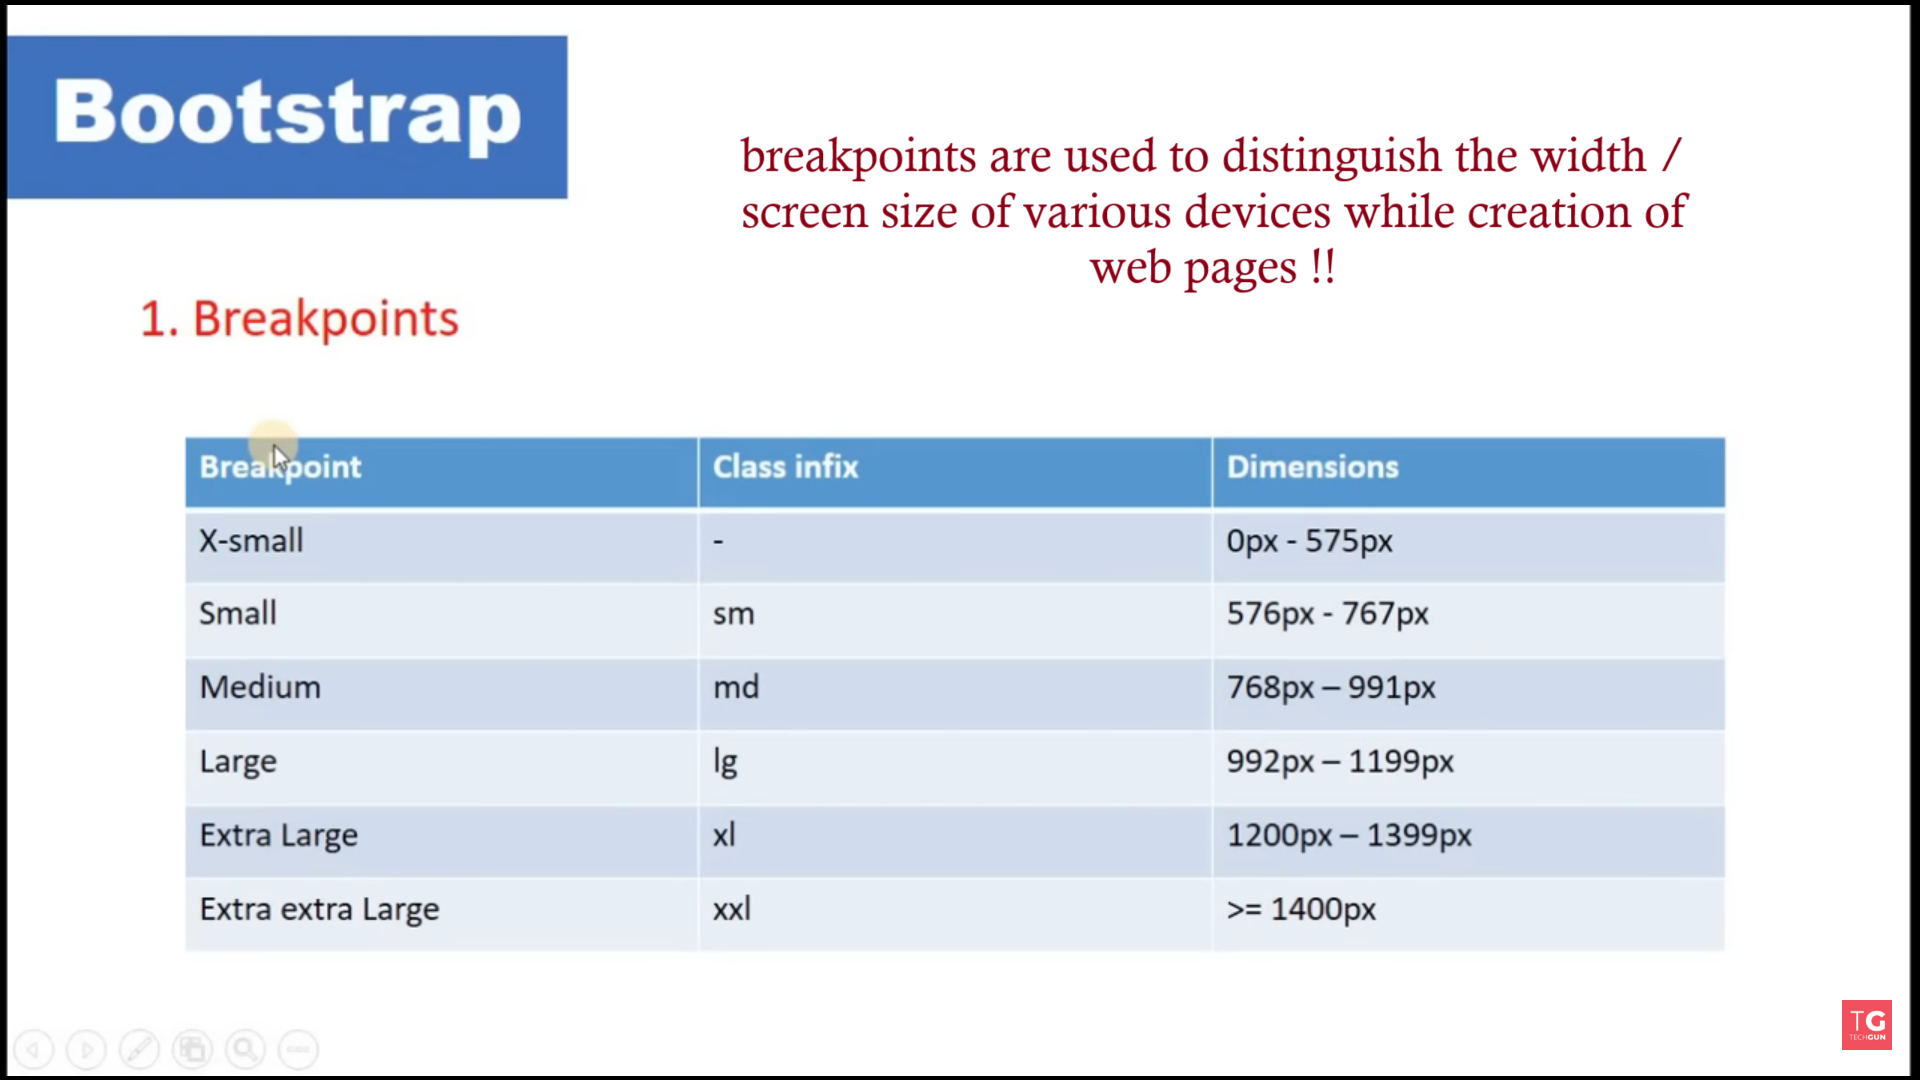 Bootstrap
breakpoints are used to distinguish the width /
screen size of various devices while creation of
web pages !!
1. Breakpoints
Breakpoint Class infix Dimensions
X-small - 0px - 575px
Small sm 576px - 767px
Medium md 768px – 991px
Large lg 992px – 1199px
Extra Large xl 1200px – 1399px
Extra extra Large xxl >= 1400px
TG
TECHGUN